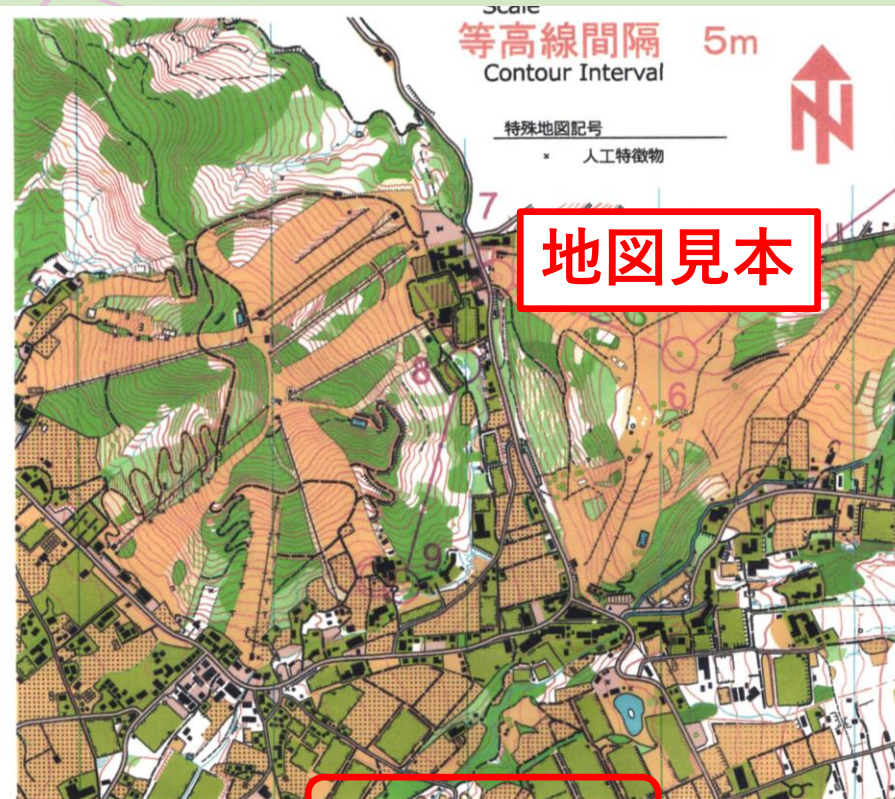 Scale
等高線間隔 5m
Contour Interval
特殊地図記号
× 人工特徴物
N
7
地図見本
8
6
9